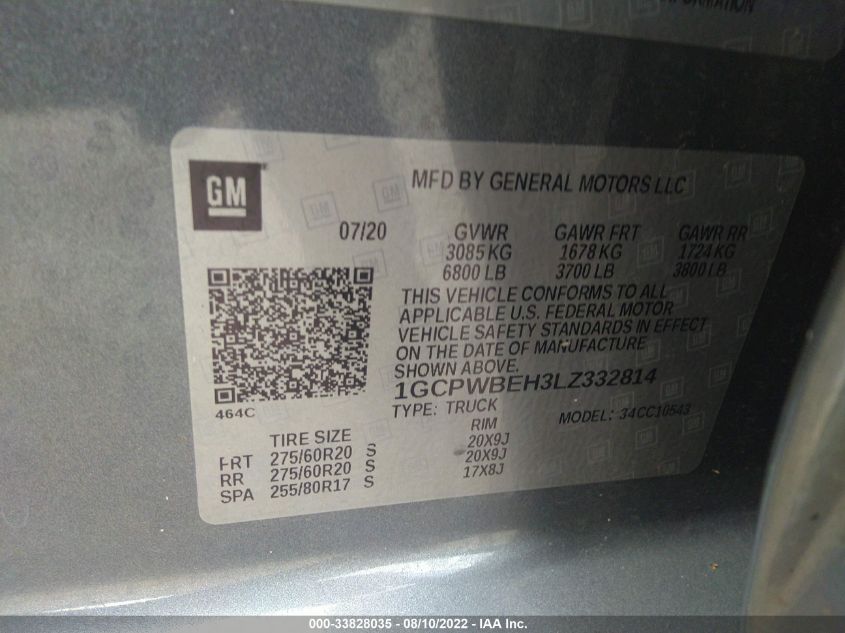 FORMATION
GM
MFD BY GENERAL MOTORS LLC
07/20 GVWR GAWR FRT GAWR RR
3085 KG 1678 KG 1724 KG
6800 LB 3700 LB 3800 LB
THIS VEHICLE CONFORMS TO ALL
APPLICABLE U.S. FEDERAL MOTOR
VEHICLE SAFETY STANDARDS IN EFFECT
ON THE DATE OF MANUFACTURE
SHOWN ABOVE.
1GCPWBEH3LZ332814
464C
TYPE: TRUCK MODEL: 34CC10543
TIRE SIZE RIM
FRT 275/60R20 S 20X9J
RR 275/60R20 S 20X9J
SPA 255/80R17 S 17X8J
000-33828035 - 08/10/2022 - IAA Inc.